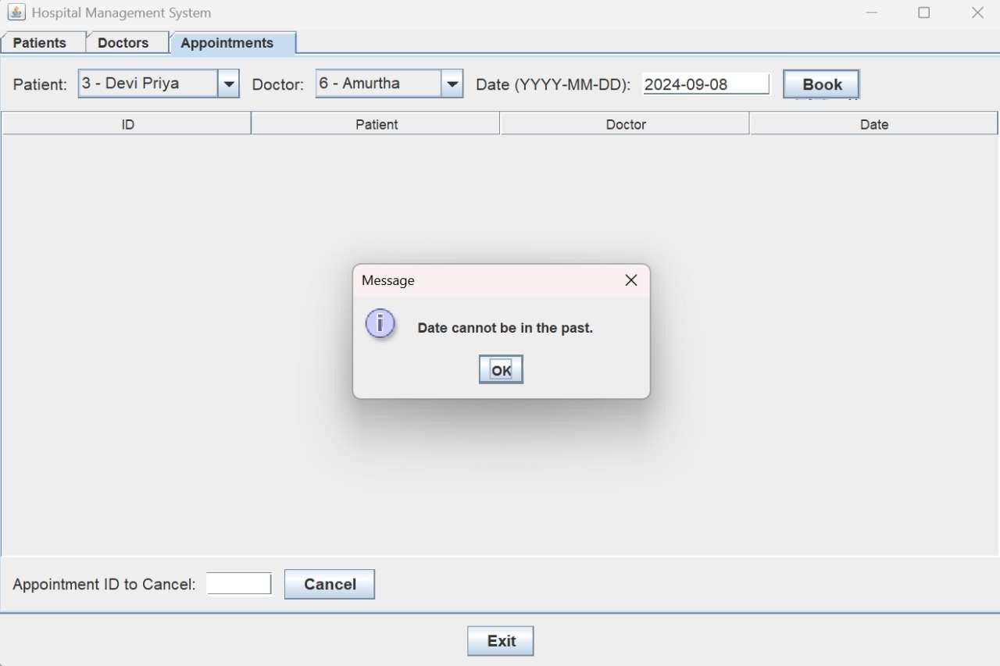 Hospital Management System
Patients Doctors Appointments
Patient: 3 - Devi Priya Doctor: 6 - Amurtha Date (YYYY-MM-DD): 2024-09-08 Book
ID Patient Doctor Date
Message
i Date cannot be in the past.
OK
Appointment ID to Cancel: Cancel
Exit